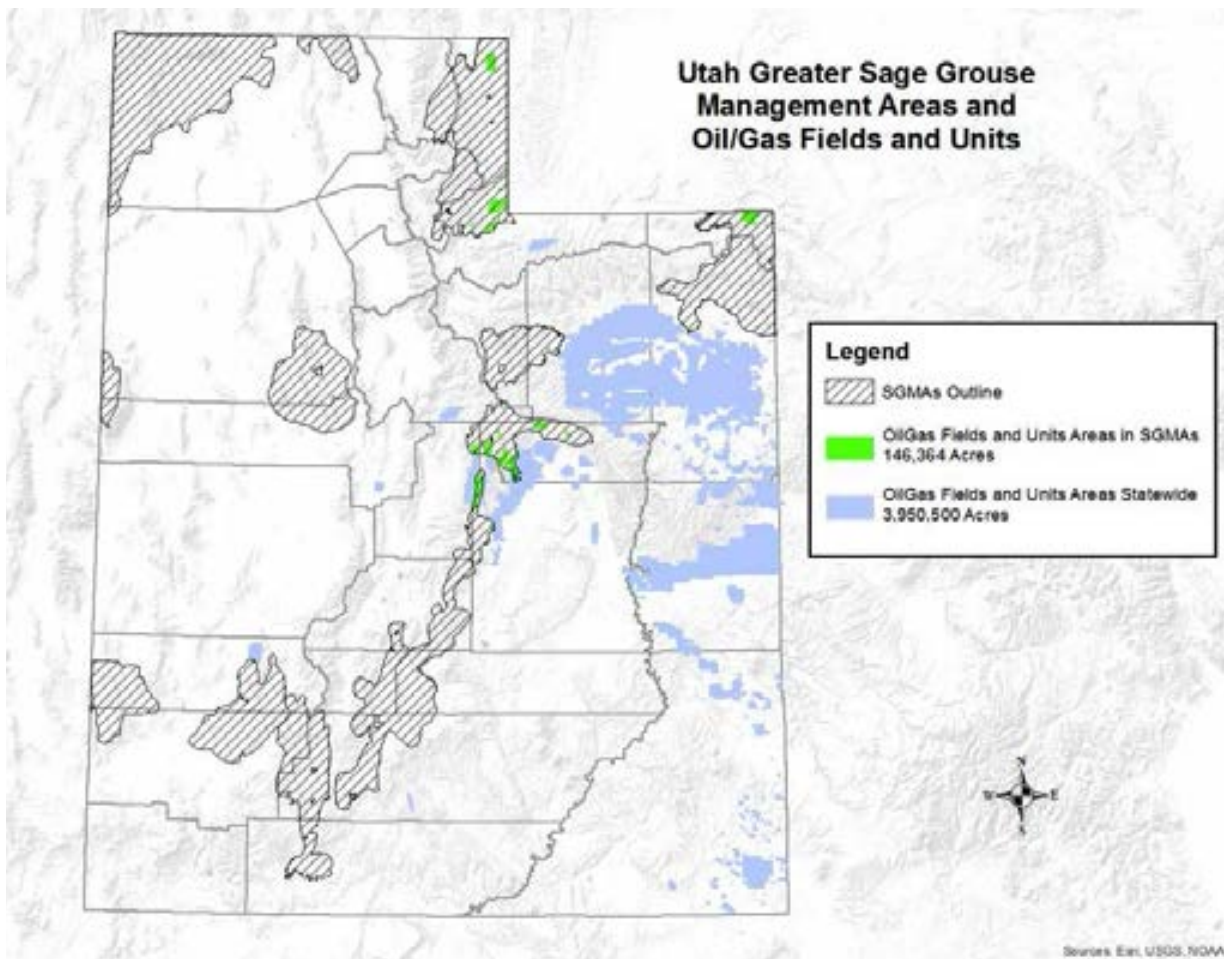 Utah Greater Sage Grouse
Management Areas and
Oil/Gas Fields and Units
Legend
SGMAs Outline
OilGas Fields and Units Areas in SGMAs
146,364 Acres
OilGas Fields and Units Areas Statewide
3,950,500 Acres
N
W E
S
Sources: Esri, USGS, NOAA